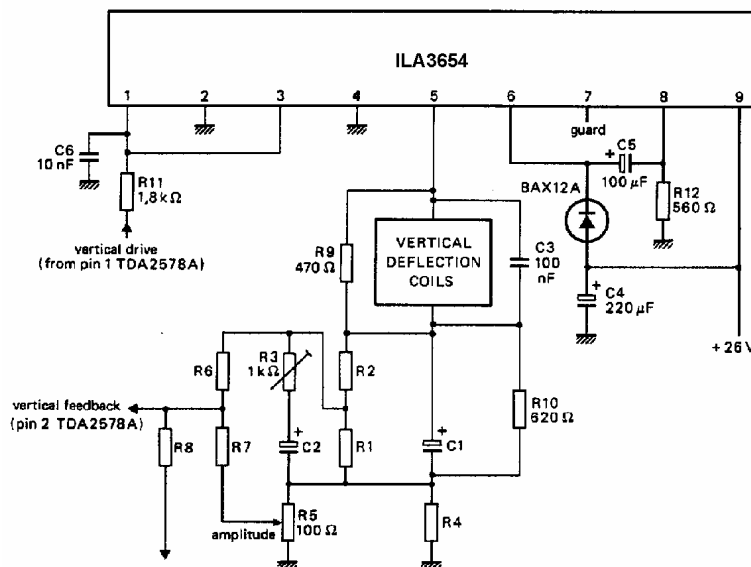 ILA3654
1 2 3 4 5 6 7 8 9
guard
C6
10 nF
C5
100 µF
R11
1,8 kΩ
BAX12A
R12
560 Ω
vertical drive
(from pin 1 TDA2578A)
R9
470 Ω
VERTICAL
DEFLECTION
COILS
C3
100
nF
C4
220 µF
+26 V
R6
R3
1 kΩ
R2
vertical feedback
(pin 2 TDA2578A)
R10
620 Ω
R8
R7
C2
R1
C1
amplitude
R5
100 Ω
R4